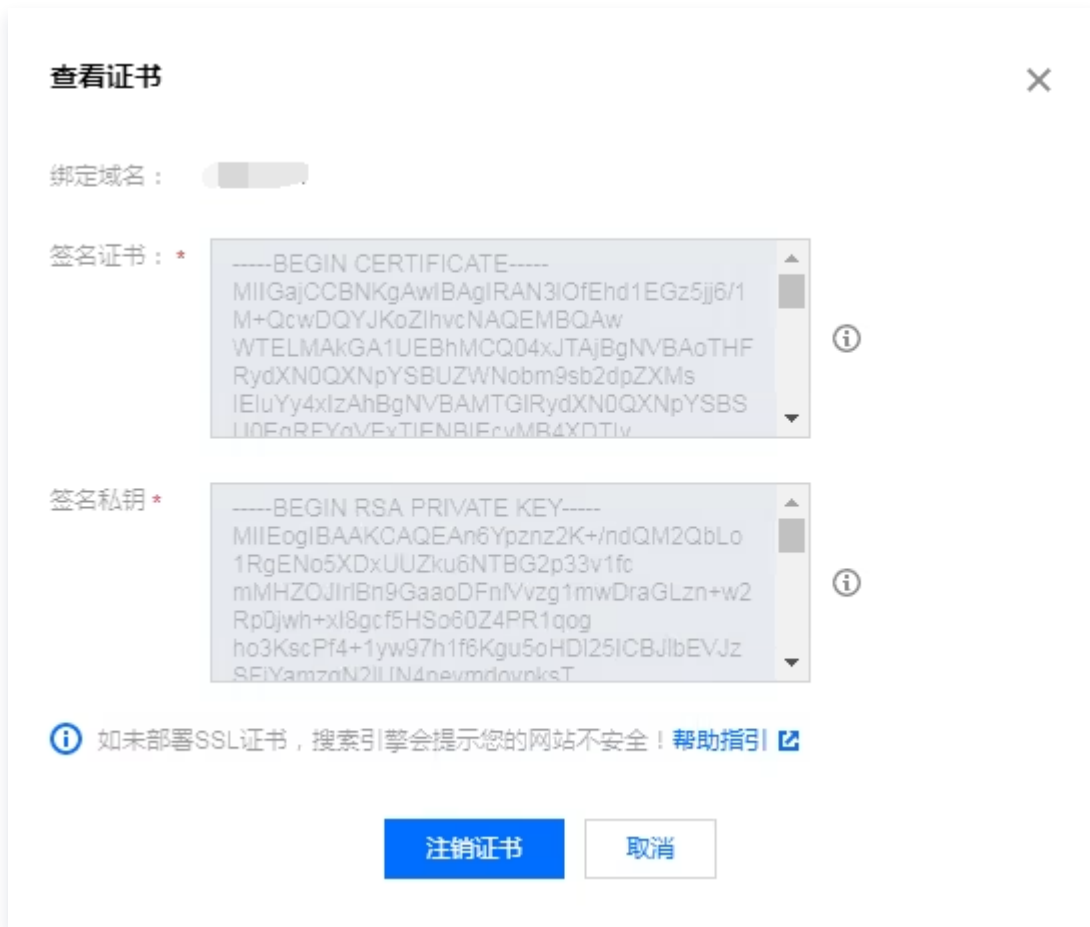 查看证书
绑定域名：
签名证书：*
-----BEGIN CERTIFICATE-----
MIIGajCCBNKgAwIBAgIRAN3lOfEhd1EGz5jj6/1
M+QcwDQYJKoZIhvcNAQEMBQAw
WTELMAkGA1UEBhMCQ04xJTAjBgNVBAoTHF
RydXN0QXNpYSBUZWNobm9sb2dpZXMs
IEluYy4xIzAhBgNVBAMTGlRydXN0QXNpYSBS
签名私钥*
-----BEGIN RSA PRIVATE KEY-----
MIIEogIBAAKCAQEAn6Ypznz2K+/ndQM2QbLo
1RgENo5XDxUUZku6NTBG2p33v1fc
mMHZOJIrlBn9GaaoDFnIVvzg1mwDraGLzn+w2
Rp0jwh+xI8gcf5HSo60Z4PR1qog
ho3KscPf4+1yw97h1f6Kgu5oHDI25ICBJibEVJz
如未部署SSL证书，搜索引擎会提示您的网站不安全！帮助指引
注销证书
取消